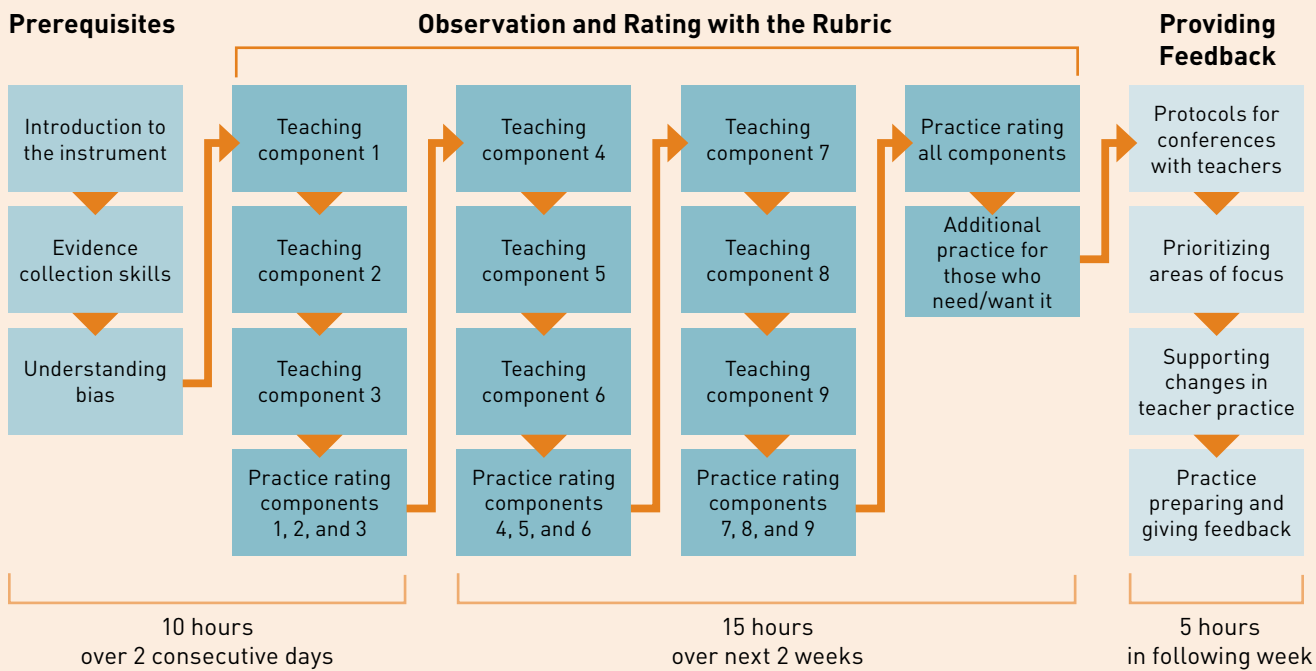 Prerequisites
Introduction to
the instrument
Evidence
collection skills
Understanding
bias
Observation and Rating with the Rubric
Teaching
component 1
Teaching
component 2
Teaching
component 3
Practice rating
components
1, 2, and 3
Teaching
component 4
Teaching
component 5
Teaching
component 6
Practice rating
components
4, 5, and 6
Teaching
component 7
Teaching
component 8
Teaching
component 9
Practice rating
components
7, 8, and 9
Practice rating
all components
Additional
practice for
those who
need/want it
Providing
Feedback
Protocols for
conferences
with teachers
Prioritizing
areas of focus
Supporting
changes in
teacher practice
Practice
preparing and
giving feedback
10 hours
over 2 consecutive days
15 hours
over next 2 weeks
5 hours
in following week